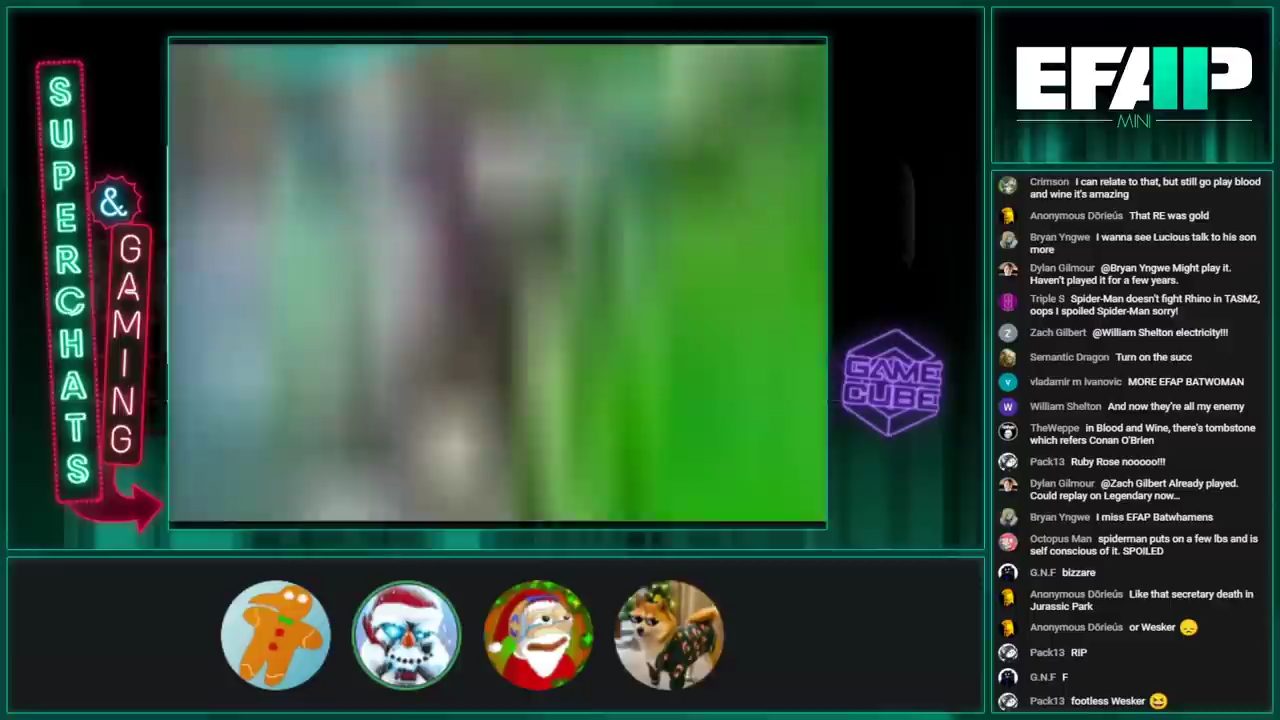 SUPERCHATS
&
GAMING
GAME
CUBE
EFAP
MINI
Crimson I can relate to that, but still go play blood
and wine it's amazing
Anonymous Dōrieús That RE was gold
Bryan Yngwe I wanna see Lucious talk to his son
more
Dylan Gilmour @Bryan Yngwe Might play it.
Haven't played it for a few years.
Triple S Spider-Man doesn't fight Rhino in TASM2,
oops I spoiled Spider-Man sorry!
Z Zach Gilbert @William Shelton electricity!!!
Semantic Dragon Turn on the succ
v vladamir m Ivanovic MORE EFAP BATWOMAN
W William Shelton And now they're all my enemy
TheWeppe in Blood and Wine, there's tombstone
which refers Conan O'Brien
Pack13 Ruby Rose nooooo!!!
Dylan Gilmour @Zach Gilbert Already played.
Could replay on Legendary now...
Bryan Yngwe I miss EFAP Batwhamens
Octopus Man spiderman puts on a few lbs and is
self conscious of it. SPOILED
G.N.F bizzare
Anonymous Dōrieús Like that secretary death in
Jurassic Park
Anonymous Dōrieús or Wesker 😞
Pack13 RIP
G.N.F F
Pack13 footless Wesker 😆